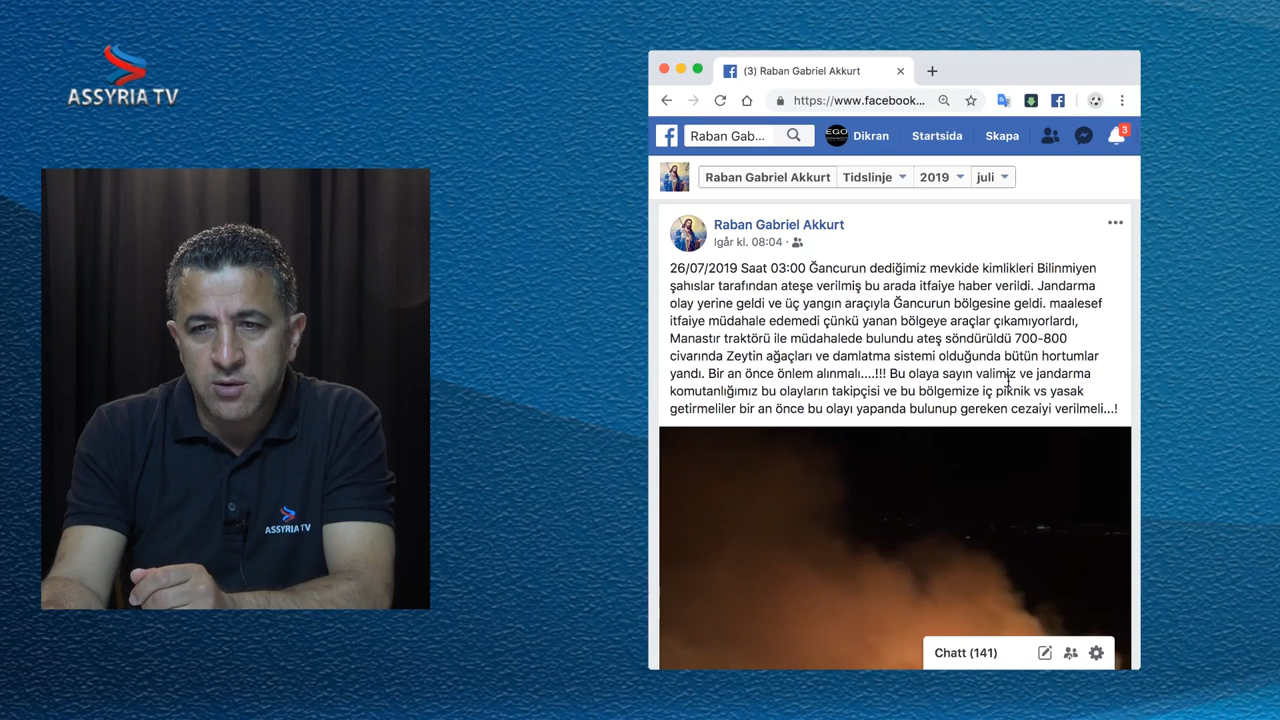 ASSYRIA TV
ASSYRIA TV
(3) Raban Gabriel Akkurt
https://www.facebook...
Raban Gab...
EGO
Dikran
Startsida
Skapa
3
Raban Gabriel Akkurt
Tidslinje
2019
juli
Raban Gabriel Akkurt
Igår kl. 08:04 ·
26/07/2019 Saat 03:00 Ğancurun dediğimiz mevkide kimlikleri Bilinmiyen
şahıslar tarafından ateşe verilmiş bu arada itfaiye haber verildi. Jandarma
olay yerine geldi ve üç yangın aracıyla Ğancurun bölgesine geldi. maalesef
itfaiye müdahale edemedi çünkü yanan bölgeye araçlar çıkamıyorlardı,
Manastır traktörü ile müdahalede bulundu ateş söndürüldü 700-800
civarında Zeytin ağaçları ve damlatma sistemi olduğunda bütün hortumlar
yandı. Bir an önce önlem alınmalı....!!! Bu olaya sayın valimiz ve jandarma
komutanlığımız bu olayların takipçisi ve bu bölgemize iç piknik vs yasak
getirmeliler bir an önce bu olayı yapanda bulunup gereken cezaiyi verilmeli...!
Chatt (141)